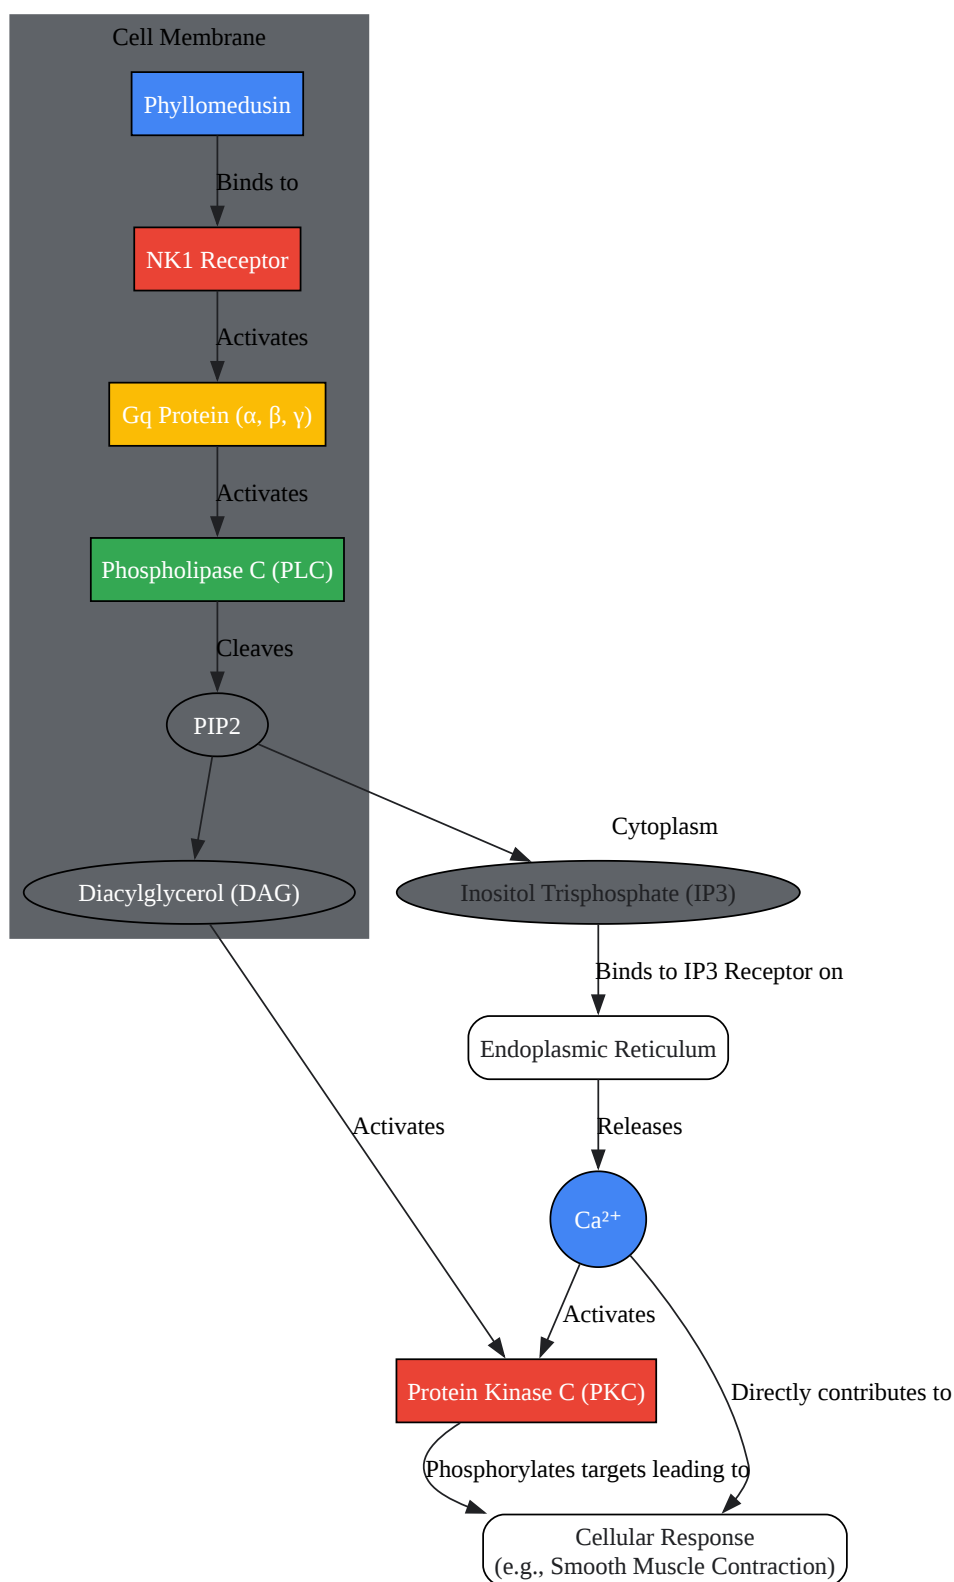 Cell Membrane
Phyllomedusin
Binds to
NK1 Receptor
Activates
Gq Protein (α, β, γ)
Activates
Phospholipase C (PLC)
Cleaves
PIP2
Cytoplasm
Diacylglycerol (DAG)
Inositol Trisphosphate (IP3)
Binds to IP3 Receptor on
Endoplasmic Reticulum
Activates
Releases
Ca²⁺
Activates
Protein Kinase C (PKC)
Directly contributes to
Phosphorylates targets leading to
Cellular Response
(e.g., Smooth Muscle Contraction)